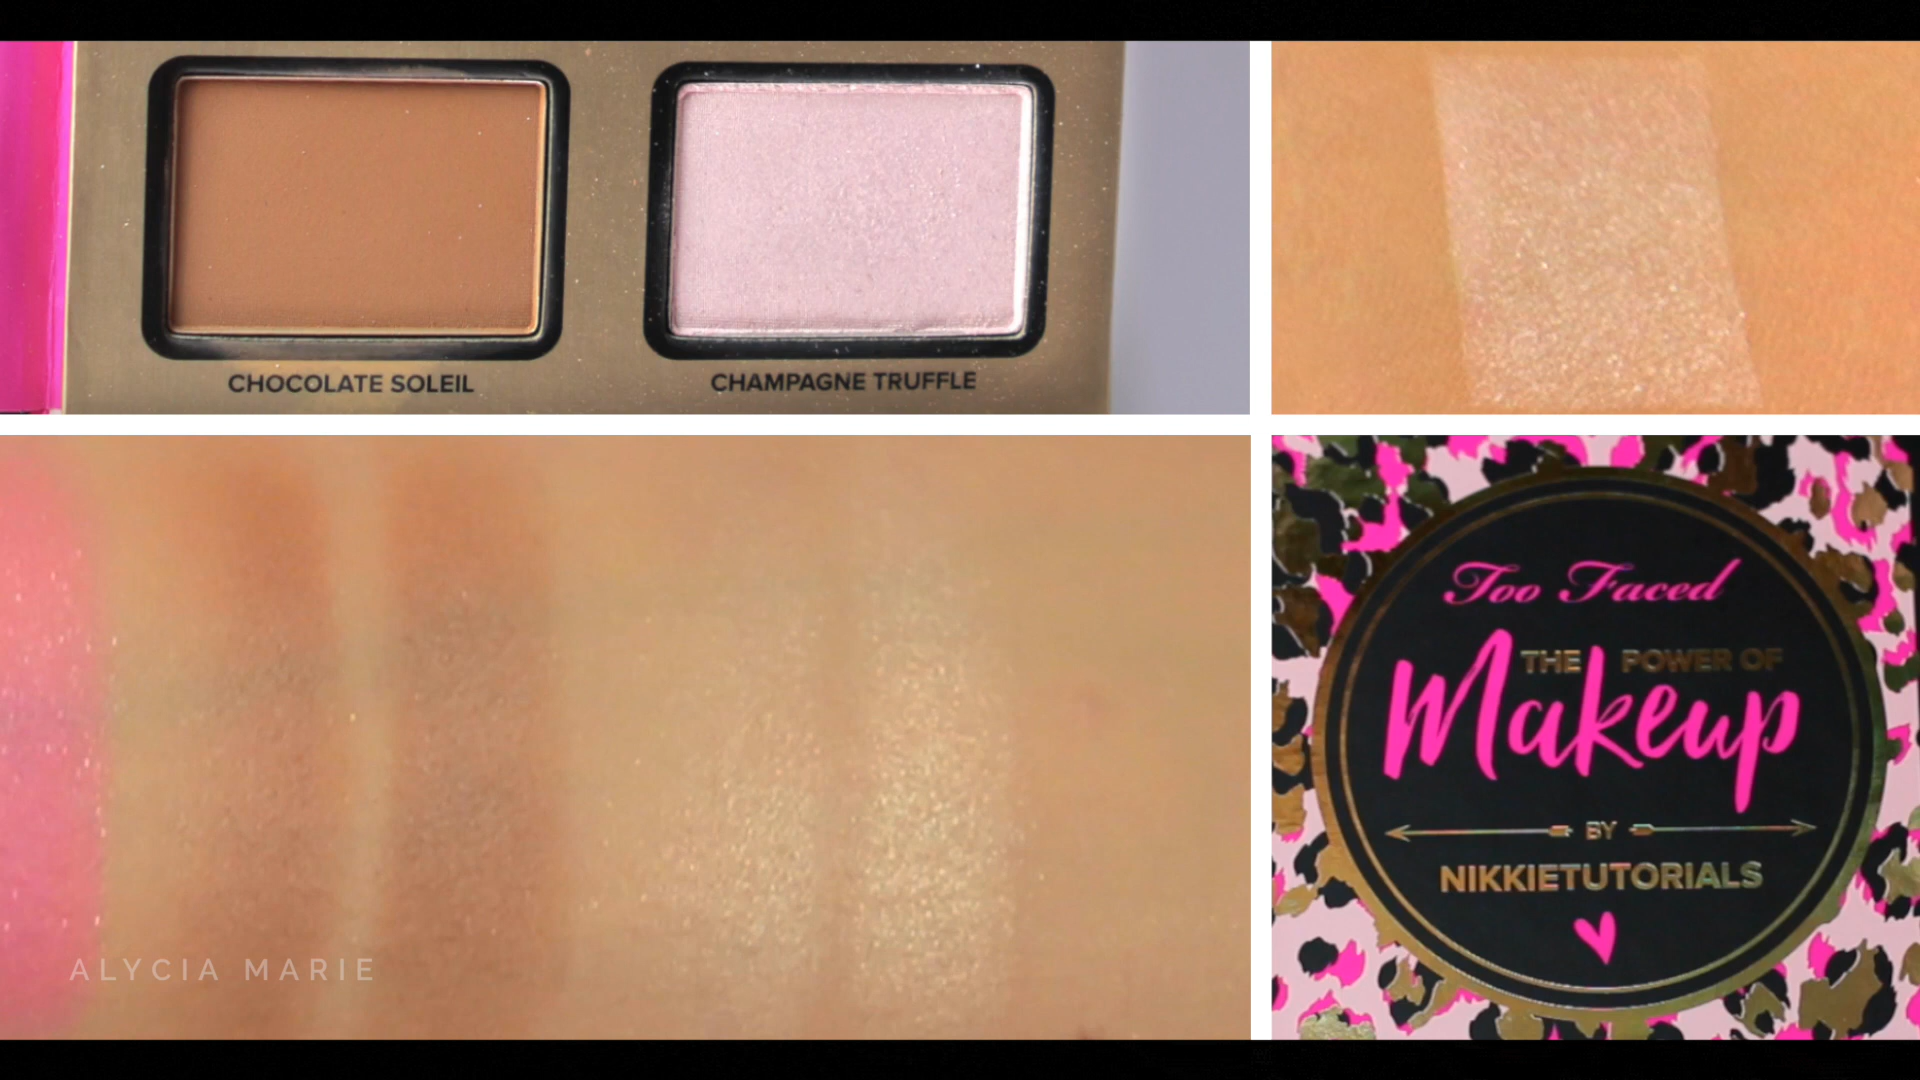 CHOCOLATE SOLEIL
CHAMPAGNE TRUFFLE
Too Faced
THE POWER OF
Makeup
BY
NIKKIETUTORIALS
ALYCIA MARIE